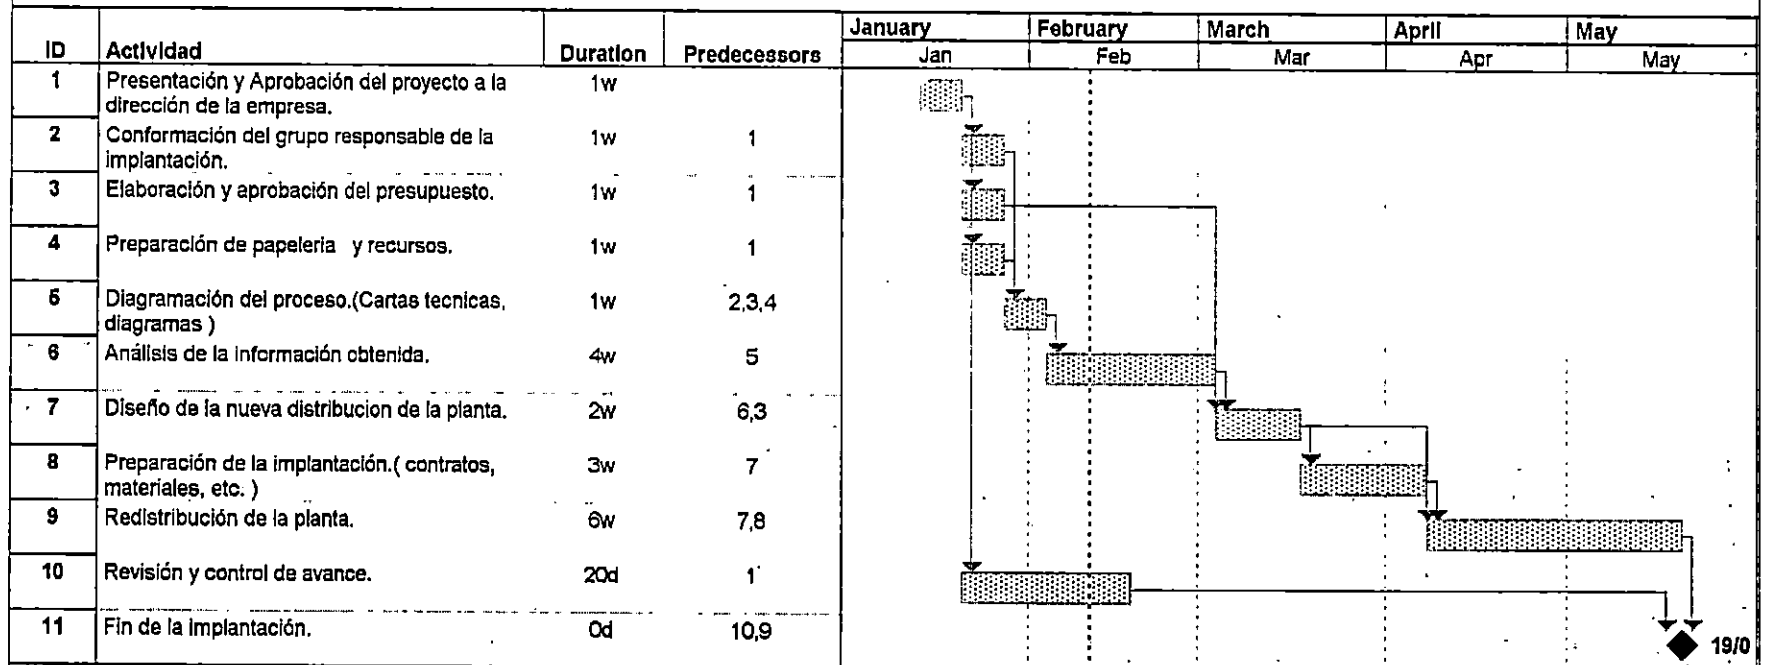 January February March April May
ID Actividad Duration Predecessors Jan Feb Mar Apr May
1 Presentación y Aprobación del proyecto a la 1w
dirección de la empresa.
2 Conformación del grupo responsable de la 1w 1
implantación.
3 Elaboración y aprobación del presupuesto. 1w 1
4 Preparación de papeleria y recursos. 1w 1
5 Diagramación del proceso.(Cartas tecnicas, 1w 2,3,4
diagramas )
6 Análisis de la información obtenida. 4w 5
7 Diseño de la nueva distribucion de la planta. 2w 6,3
8 Preparación de la implantación.( contratos, 3w 7
materiales, etc. )
9 Redistribución de la planta. 6w 7,8
10 Revisión y control de avance. 20d 1
11 Fin de la implantación. 0d 10,9 19/0